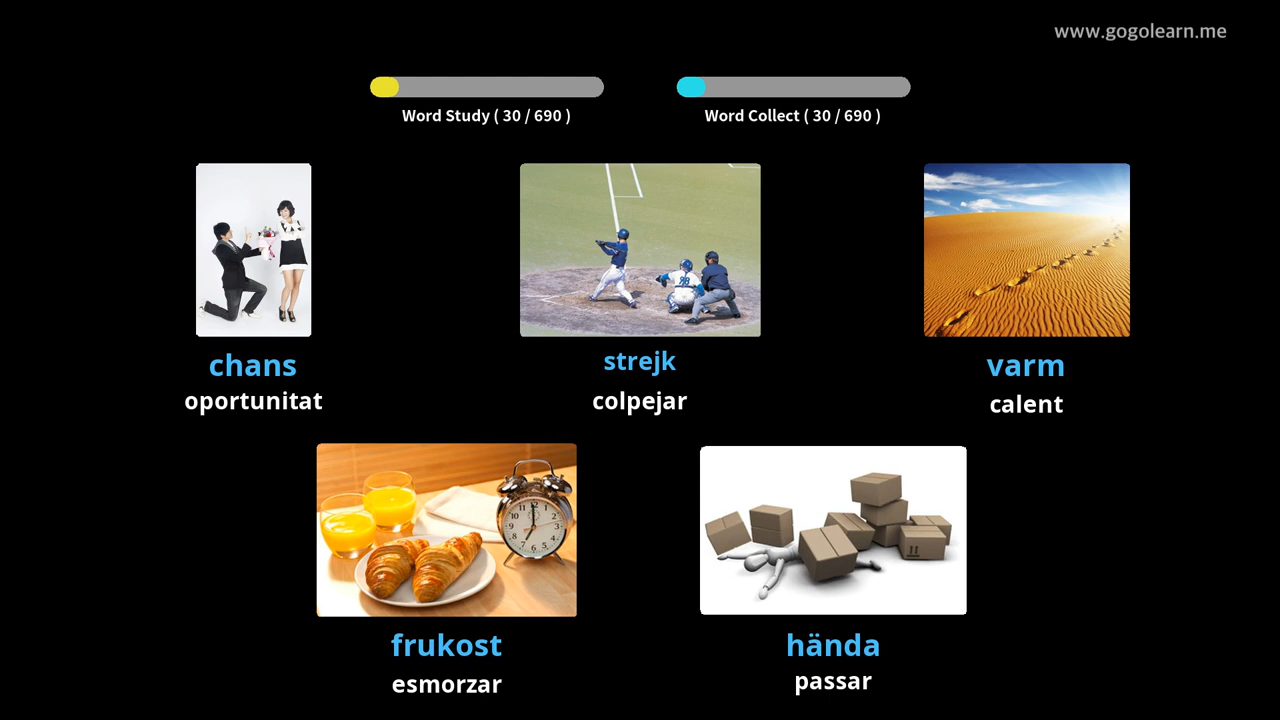 www.gogolearn.me
Word Study ( 30 / 690 )
Word Collect ( 30 / 690 )
chans
oportunitat
strejk
colpejar
varm
calent
frukost
esmorzar
hända
passar